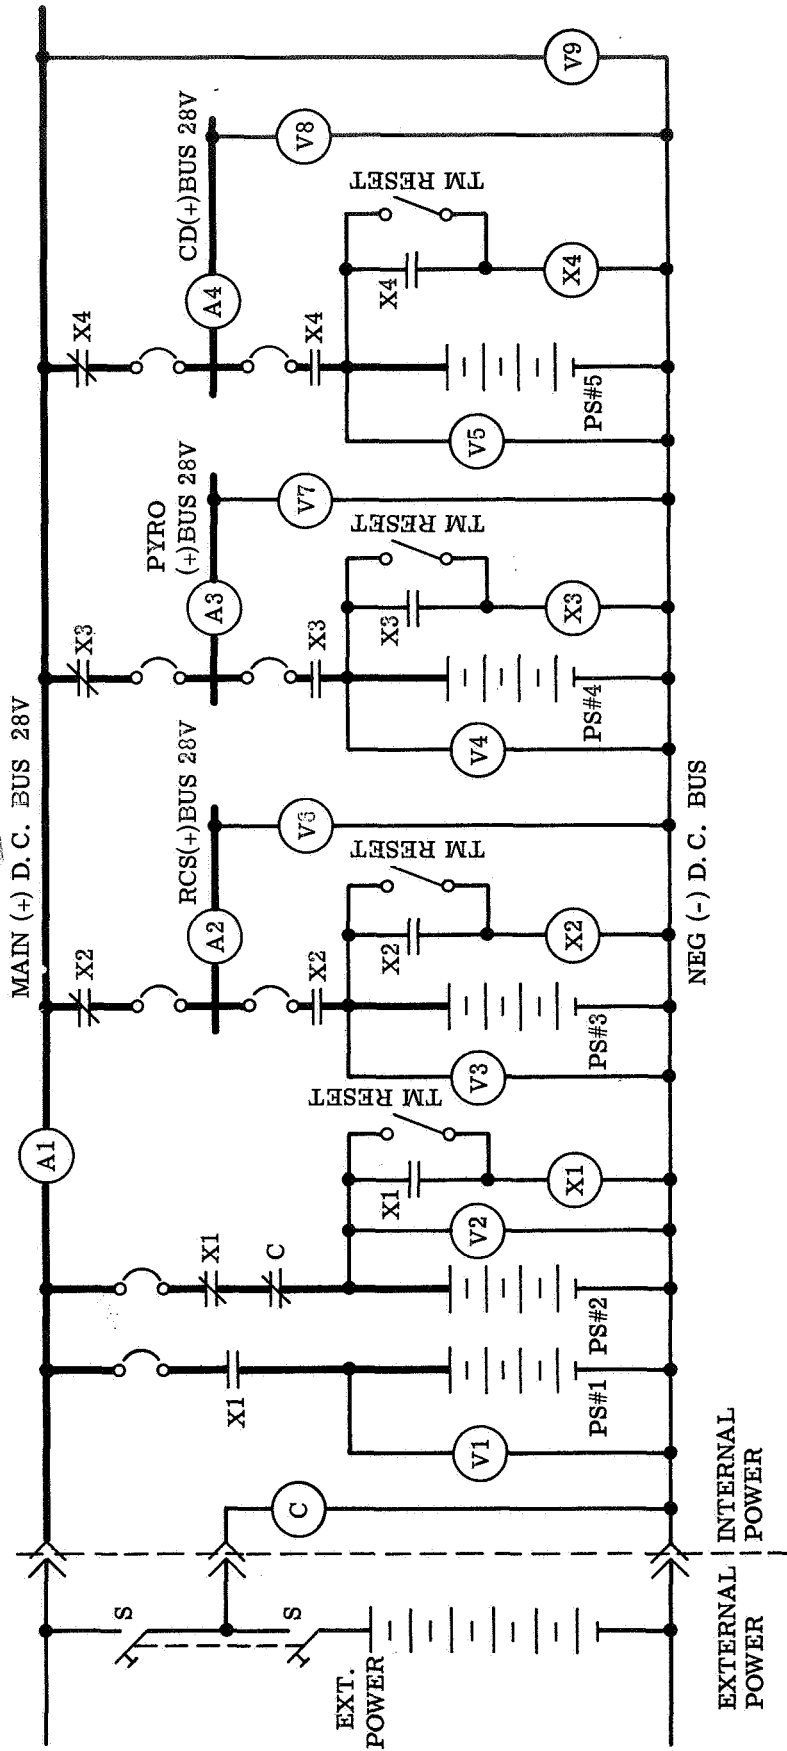 MAIN (+) D. C. BUS 28V
A1
X2
X3
X4
RCS(+)BUS 28V
PYRO
(+)BUS 28V
CD(+)BUS 28V
A2
A3
A4
X1
C
X1
S
S
EXT.
POWER
C
V1
PS#1
PS#2
X1
TM RESET
V2
X1
X2
X2
TM RESET
V3
PS#3
X2
V6
X3
X3
TM RESET
V4
PS#4
X3
V7
X4
X4
TM RESET
V5
PS#5
X4
V8
V9
NEG (-) D. C. BUS
EXTERNAL
POWER
INTERNAL
POWER